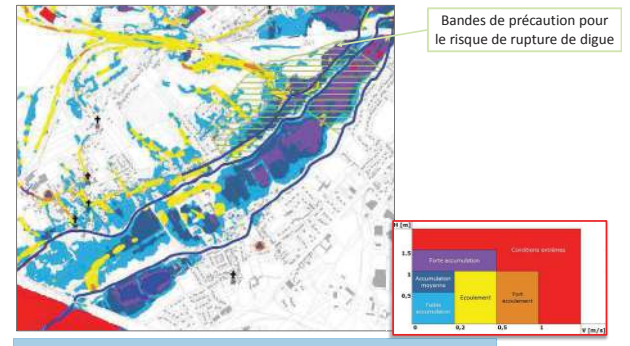 Bandes de précaution pour
le risque de rupture de digue
H [m]
Conditions extrêmes
1.5
Forte accumulation
1
Accumulation
moyenne
Ecoulement
Fort
écoulement
0,5
Faible
accumulation
0
0,2
0,5
1
V [m/s]